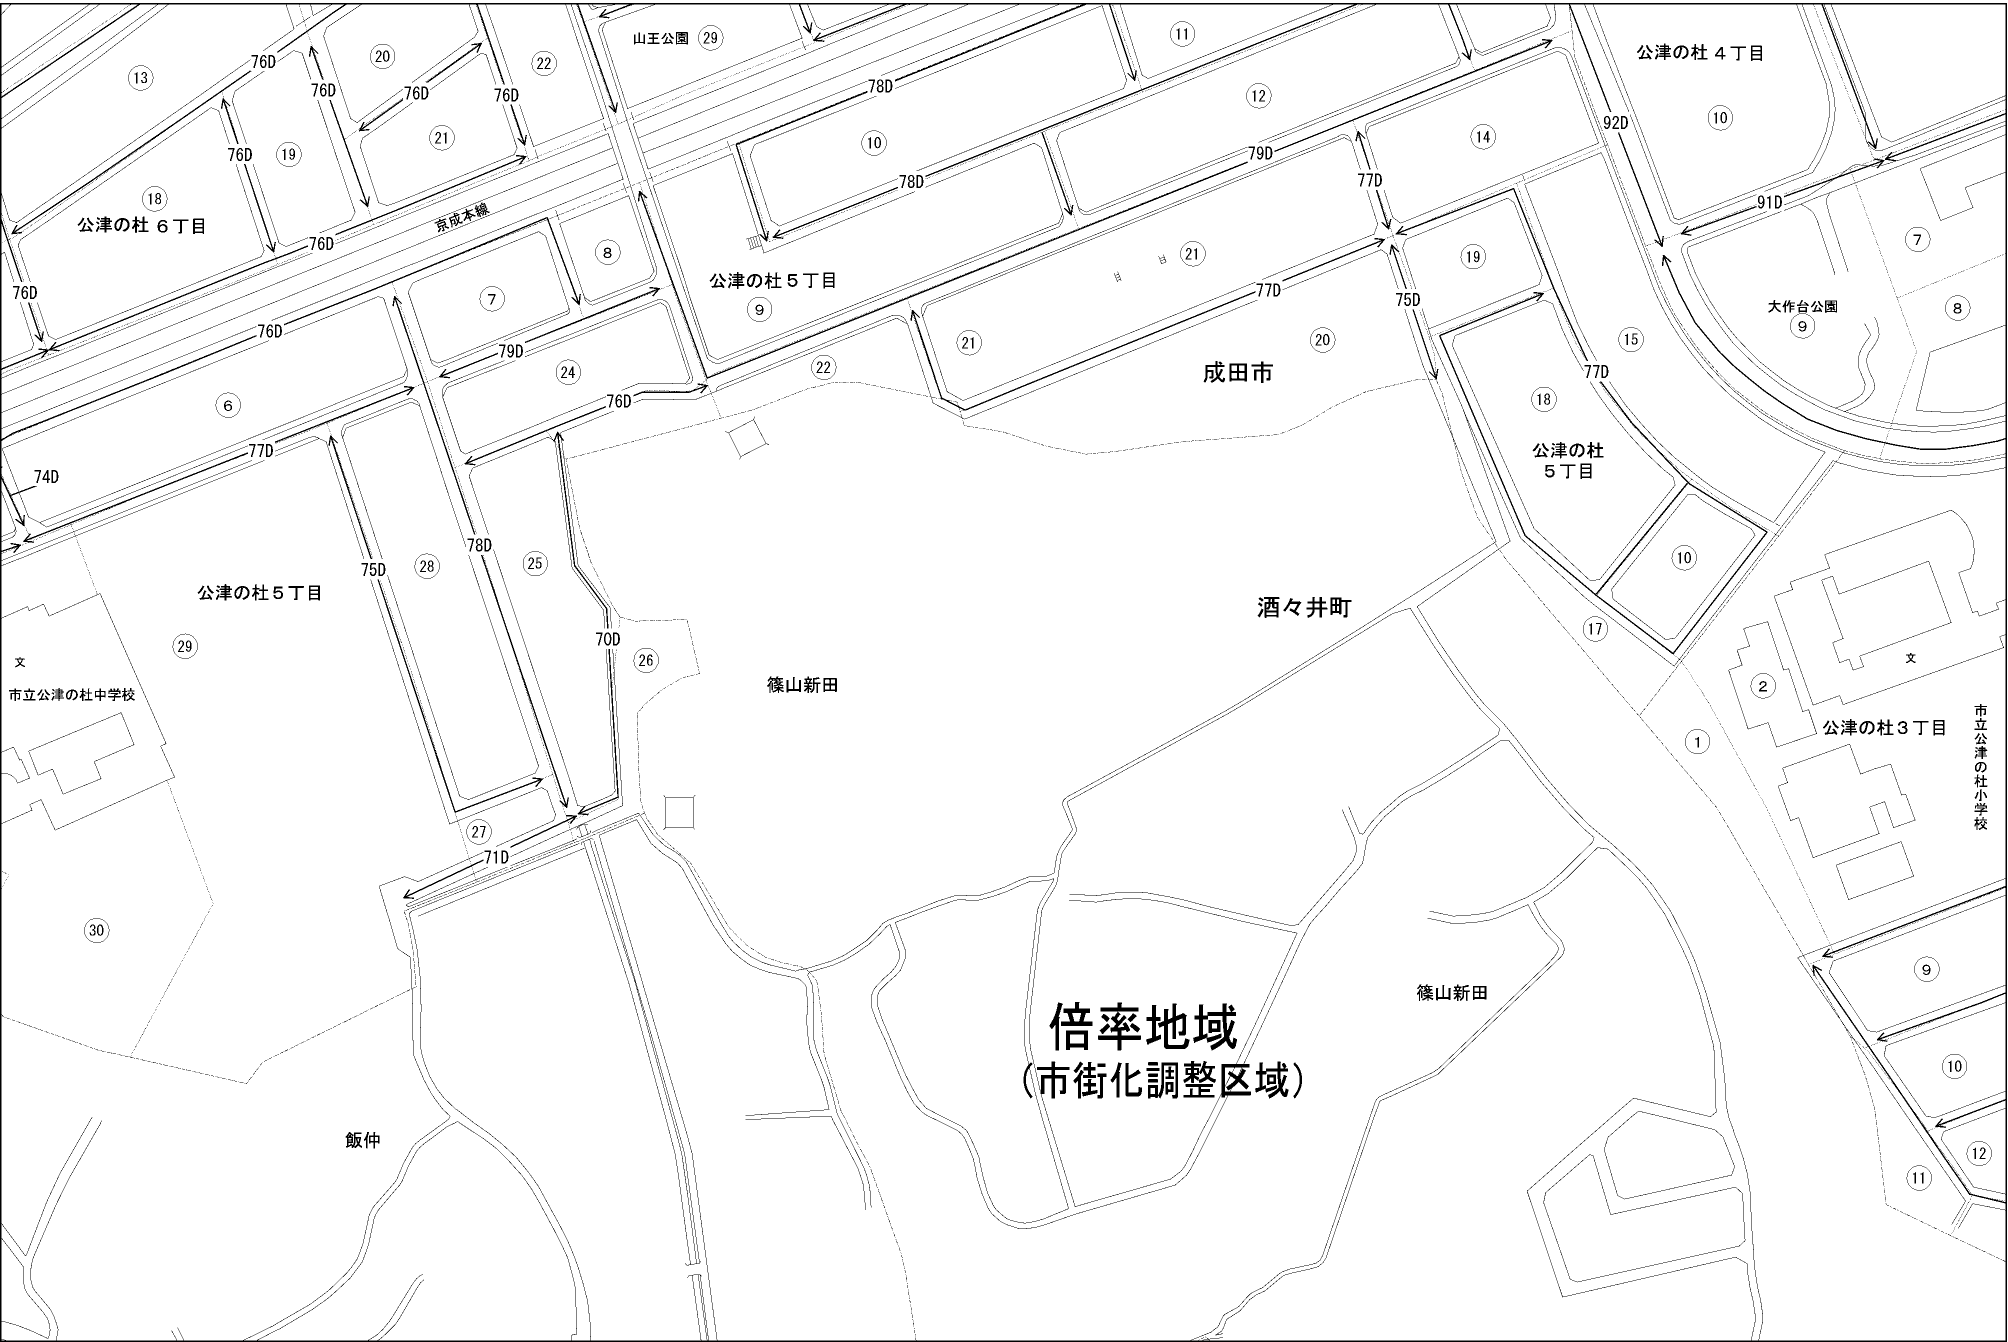 山王公園
29
11
公津の杜 4 丁目
20
22
13
76D
76D
76D
76D
78D
12
10
92D
21
14
10
76D
19
79D
78D
77D
18
公津の杜 6 丁目
京成本線
91D
76D
7
8
21
19
公津の杜 5 丁目
9
76D
7
77D
75D
大作台公園
9
8
76D
79D
24
21
20
15
22
成田市
77D
6
76D
18
74D
77D
公津の杜
5 丁目
78D
75D
28
25
10
公津の杜 5 丁目
酒々井町
17
29
70D
26
文
市立公津の杜中学校
篠山新田
文
2
市立公津の杜小学校
公津の杜 3 丁目
1
27
71D
30
9
篠山新田
倍率地域
(市街化調整区域)
10
飯仲
12
11